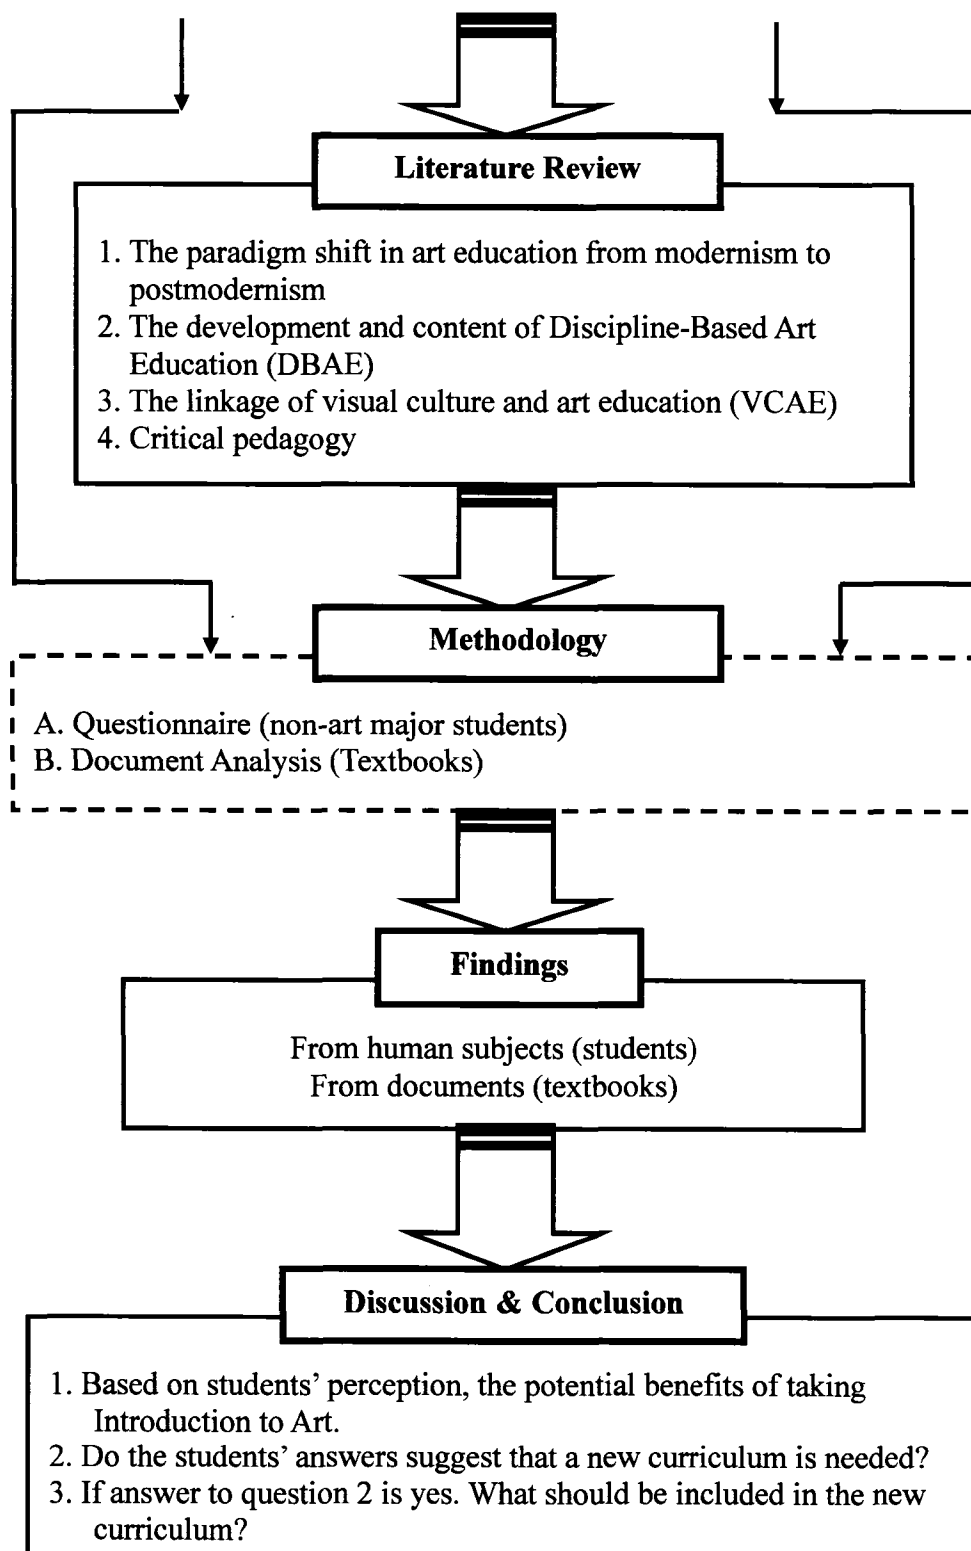 Literature Review
1. The paradigm shift in art education from modernism to
postmodernism
2. The development and content of Discipline-Based Art
Education (DBAE)
3. The linkage of visual culture and art education (VCAE)
4. Critical pedagogy
Methodology
A. Questionnaire (non-art major students)
B. Document Analysis (Textbooks)
Findings
From human subjects (students)
From documents (textbooks)
Discussion & Conclusion
1. Based on students’ perception, the potential benefits of taking
Introduction to Art.
2. Do the students’ answers suggest that a new curriculum is needed?
3. If answer to question 2 is yes. What should be included in the new
curriculum?